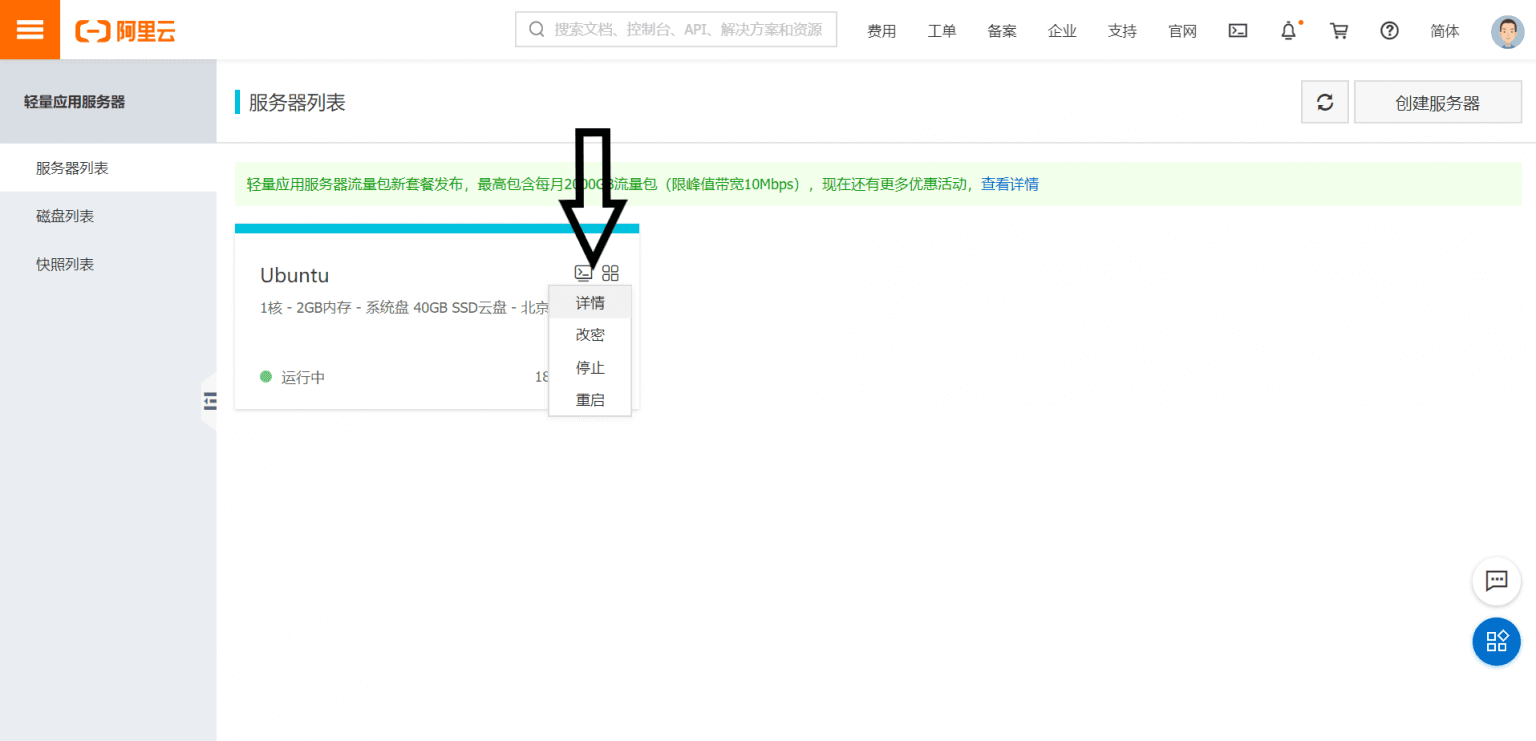 阿里云
搜索文档、控制台、API、解决方案和资源
费用
工单
备案
企业
支持
官网
简体
轻量应用服务器
服务器列表
磁盘列表
快照列表
服务器列表
创建服务器
轻量应用服务器流量包新套餐发布，最高包含每月2000GB流量包（限峰值带宽10Mbps），现在还有更多优惠活动，查看详情
Ubuntu
1核 - 2GB内存 - 系统盘 40GB SSD云盘 - 北京
运行中
18
详情
改密
停止
重启